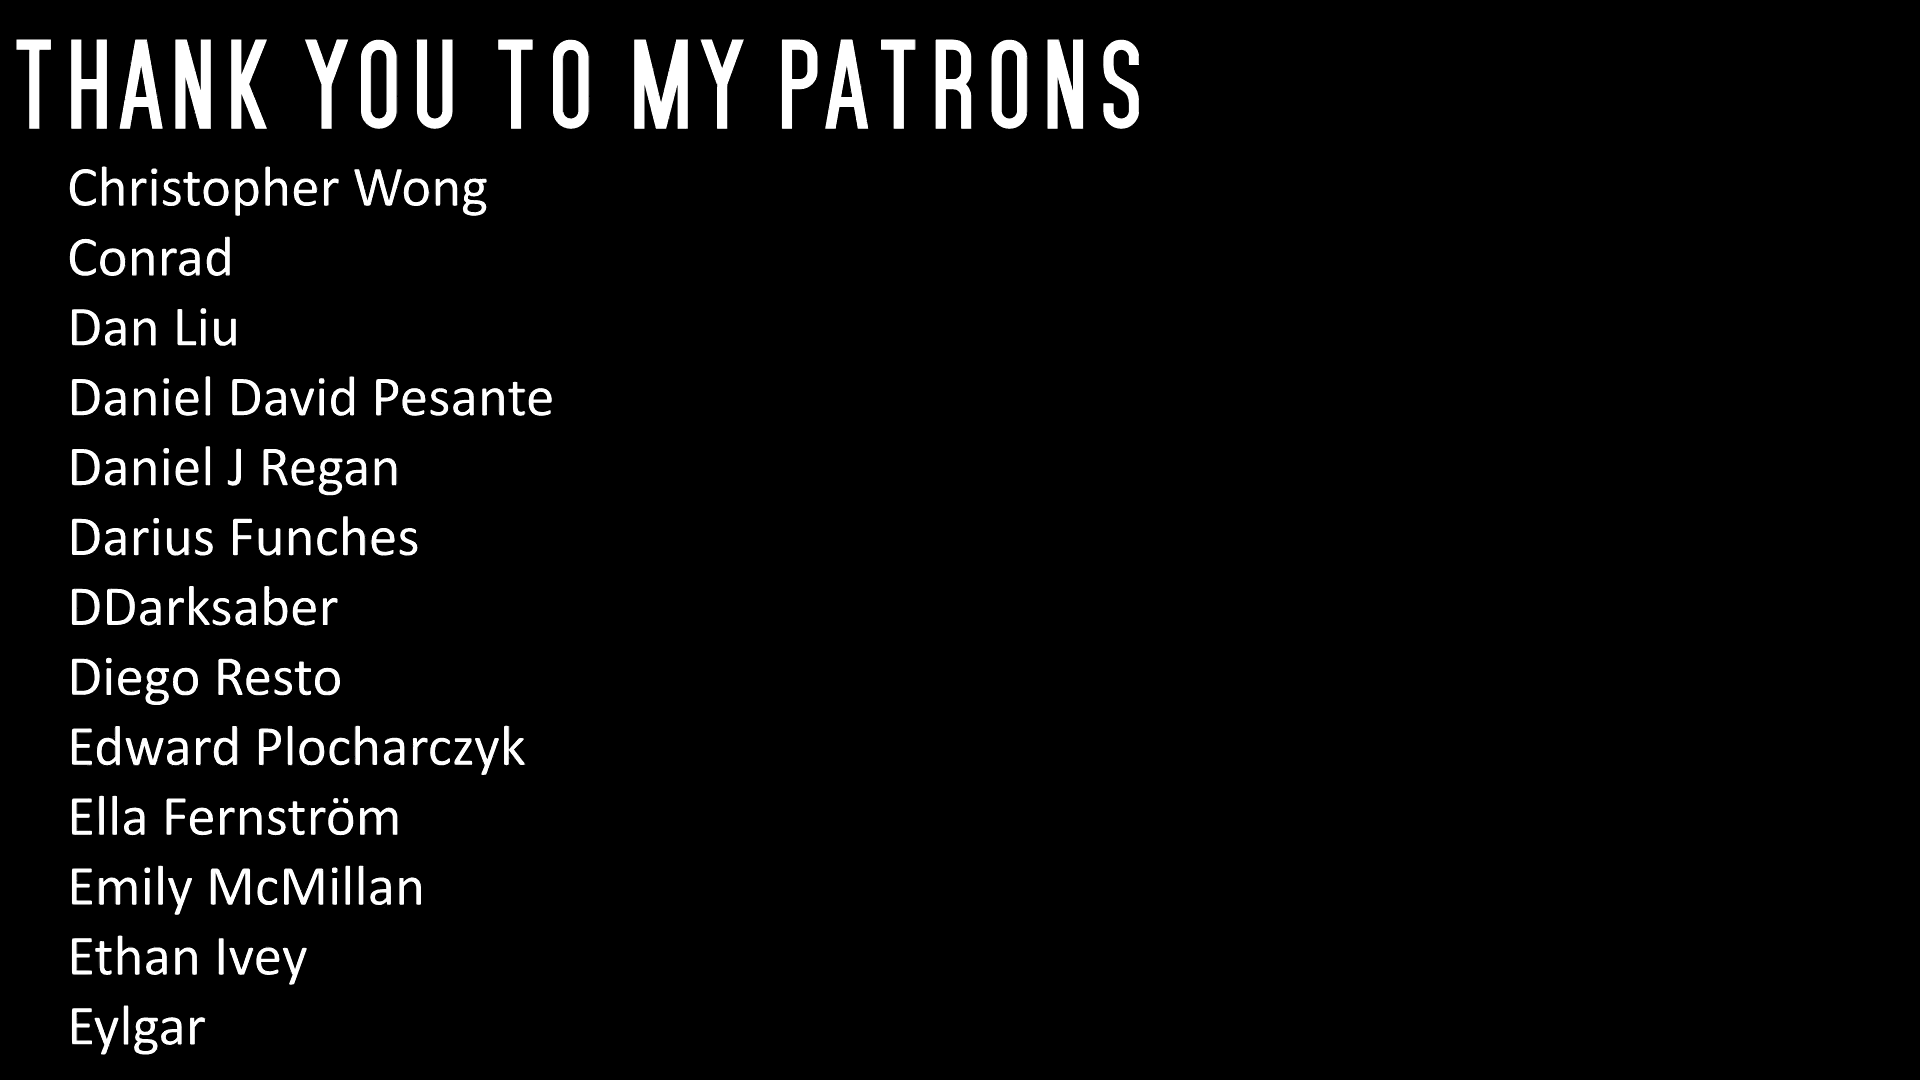 THANK YOU TO MY PATRONS
Christopher Wong
Conrad
Dan Liu
Daniel David Pesante
Daniel J Regan
Darius Funches
DDarksaber
Diego Resto
Edward Plocharczyk
Ella Fernström
Emily McMillan
Ethan Ivey
Eylgar